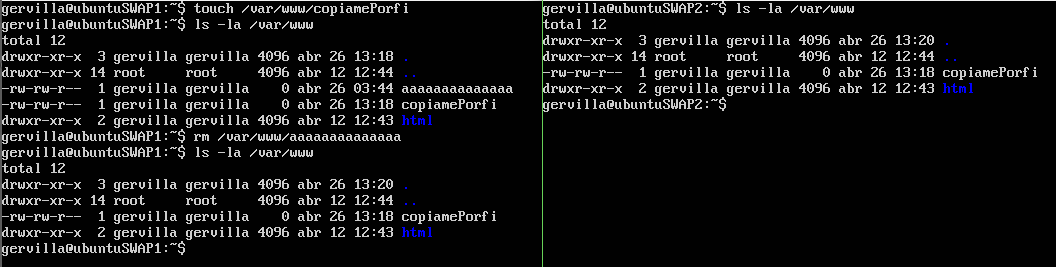 gervilla@ubuntuSWAP1:~$ touch /var/www/copiamePorfi
gervilla@ubuntuSWAP1:~$ ls -la /var/www
total 12
drwxr-xr-x  3 gervilla gervilla 4096 abr 26 13:18 .
drwxr-xr-x 14 root     root     4096 abr 12 12:44 ..
-rw-rw-r--  1 gervilla gervilla    0 abr 26 03:44 aaaaaaaaaaaaaa
-rw-rw-r--  1 gervilla gervilla    0 abr 26 13:18 copiamePorfi
drwxr-xr-x  2 gervilla gervilla 4096 abr 12 12:43 html
gervilla@ubuntuSWAP1:~$ rm /var/www/aaaaaaaaaaaaaa
gervilla@ubuntuSWAP1:~$ ls -la /var/www
total 12
drwxr-xr-x  3 gervilla gervilla 4096 abr 26 13:20 .
drwxr-xr-x 14 root     root     4096 abr 12 12:44 ..
-rw-rw-r--  1 gervilla gervilla    0 abr 26 13:18 copiamePorfi
drwxr-xr-x  2 gervilla gervilla 4096 abr 12 12:43 html
gervilla@ubuntuSWAP1:~$
gervilla@ubuntuSWAP2:~$ ls -la /var/www
total 12
drwxr-xr-x  3 gervilla gervilla 4096 abr 26 13:20 .
drwxr-xr-x 14 root     root     4096 abr 12 12:44 ..
-rw-rw-r--  1 gervilla gervilla    0 abr 26 13:18 copiamePorfi
drwxr-xr-x  2 gervilla gervilla 4096 abr 12 12:43 html
gervilla@ubuntuSWAP2:~$